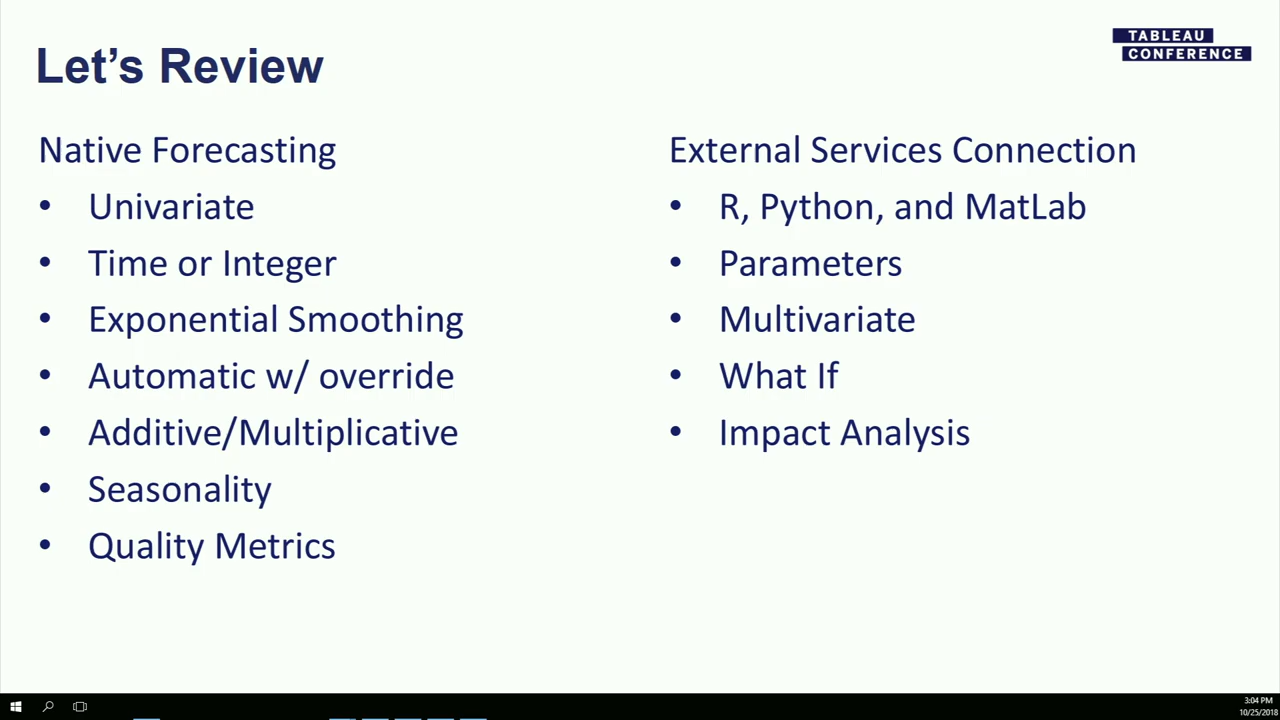 Let's Review
TABLEAU
CONFERENCE
Native Forecasting
• Univariate
• Time or Integer
• Exponential Smoothing
• Automatic w/ override
• Additive/Multiplicative
• Seasonality
• Quality Metrics
External Services Connection
• R, Python, and MatLab
• Parameters
• Multivariate
• What If
• Impact Analysis
3:04 PM
10/25/2018